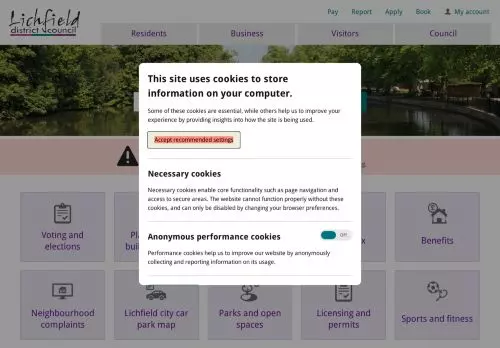 Lichfield
district council
Pay Report Apply Book My account
Residents Business Visitors Council
This site uses cookies to store
information on your computer.
Some of these cookies are essential, while others help us to improve your
experience by providing insights into how the site is being used.
Accept recommended settings
Necessary cookies
Necessary cookies enable core functionality such as page navigation and
access to secure areas. The website cannot function properly without these
cookies, and can only be disabled by changing your browser preferences.
Anonymous performance cookies
Off
Performance cookies help us to improve our website by anonymously
collecting and reporting information on its usage.
Voting and
elections
Benefits
Neighbourhood
complaints
Lichfield city car
park map
Parks and open
spaces
Licensing and
permits
Sports and fitness